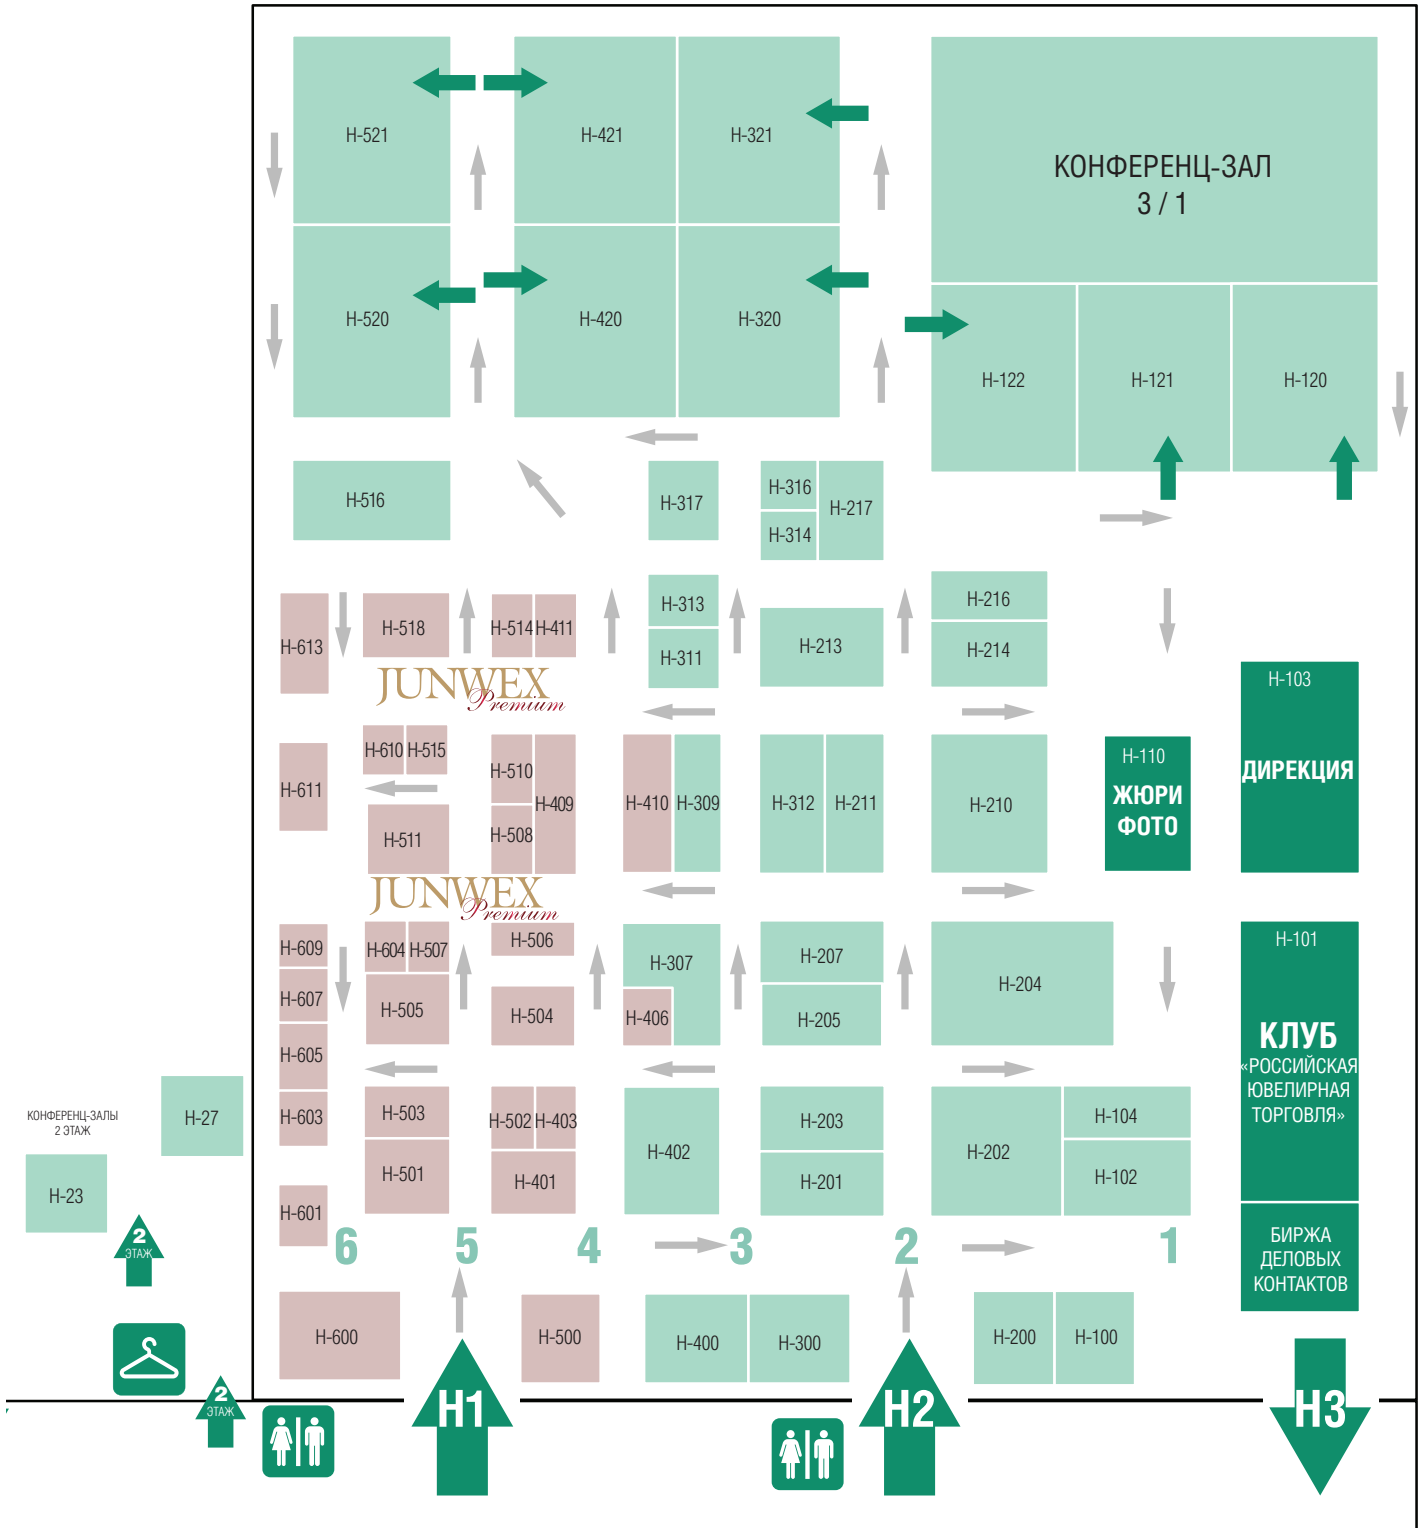 H-521
H-421
H-321
КОНФЕРЕНЦ-ЗАЛ
3 / 1
H-520
H-420
H-320
H-122
H-121
H-120
H-516
H-317
H-316
H-314
H-217
H-613
H-518
H-514
H-411
H-313
H-311
H-213
H-216
H-214
JUNWEX
Premium
H-103
ДИРЕКЦИЯ
H-611
H-610
H-515
H-511
H-510
H-508
H-409
H-410
H-309
H-312
H-211
H-210
H-110
ЖЮРИ
ФОТО
JUNWEX
Premium
H-609
H-607
H-605
H-603
H-601
H-604
H-507
H-505
H-506
H-504
H-307
H-406
H-207
H-205
H-204
H-101
КЛУБ
«РОССИЙСКАЯ
ЮВЕЛИРНАЯ
ТОРГОВЛЯ»
КОНФЕРЕНЦ-ЗАЛЫ
2 ЭТАЖ
H-27
H-23
H-503
H-501
H-502
H-403
H-401
H-402
H-203
H-201
H-202
H-104
H-102
2
ЭТАЖ
6
5
4
3
2
1
БИРЖА
ДЕЛОВЫХ
КОНТАКТОВ
H-600
H-500
H-400
H-300
H-200
H-100
2
ЭТАЖ
H1
H2
H3